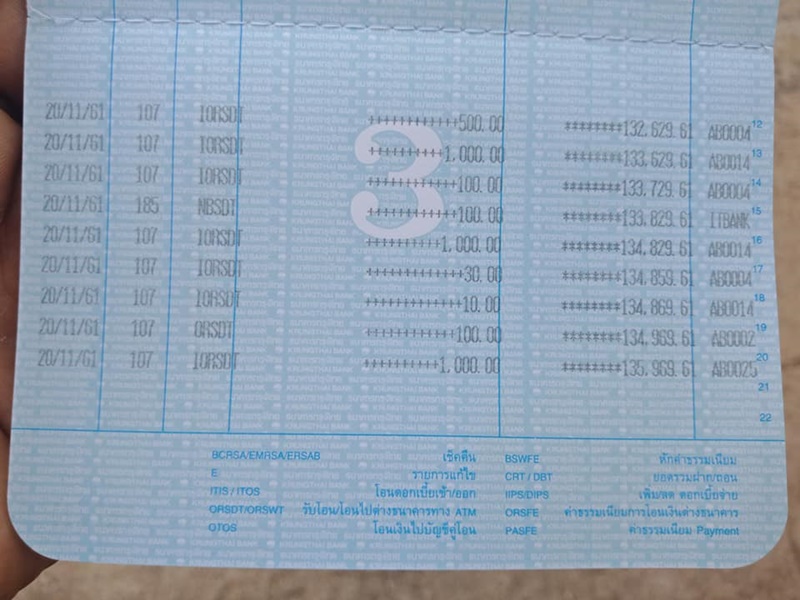 20/11/61 107 IORSDT ++++++++++++500.00 ********132,629.61 AB0004 12
20/11/61 107 IORSDT ++++++++++1,000.00 ********133,629.61 AB0014 13
20/11/61 107 IORSDT ++++++++++++100.00 ********133,729.61 AB0004 14
20/11/61 185 NBSDT ++++++++++++100.00 ********133,829.61 ITBANK 15
20/11/61 107 IORSDT ++++++++++1,000.00 ********134,829.61 AB0014 16
20/11/61 107 IORSDT +++++++++++++30.00 ********134,859.61 AB0004 17
20/11/61 107 IORSDT +++++++++++++10.00 ********134,869.61 AB0014 18
20/11/61 107 ORSDT ++++++++++++100.00 ********134,969.61 AB0002 19
20/11/61 107 IORSDT ++++++++++1,000.00 ********135,969.61 AB0025 20
21
22
3
BCRSA/EMRSA/ERSAB เช็คคืน BSWFE หักค่าธรรมเนียม
E รายการแก้ไข CRT / DBT ยอดรวมฝาก/ถอน
ITIS / ITOS โอนดอกเบี้ยเข้า/ออก IIPS/DIPS เพิ่ม/ลด ดอกเบี้ยจ่าย
ORSDT/ORSWT รับโอน/โอนไปต่างธนาคารทาง ATM ORSFE ค่าธรรมเนียมการโอนเงินต่างธนาคาร
OTOS โอนเงินไปบัญชีคู่โอน PASFE ค่าธรรมเนียม Payment